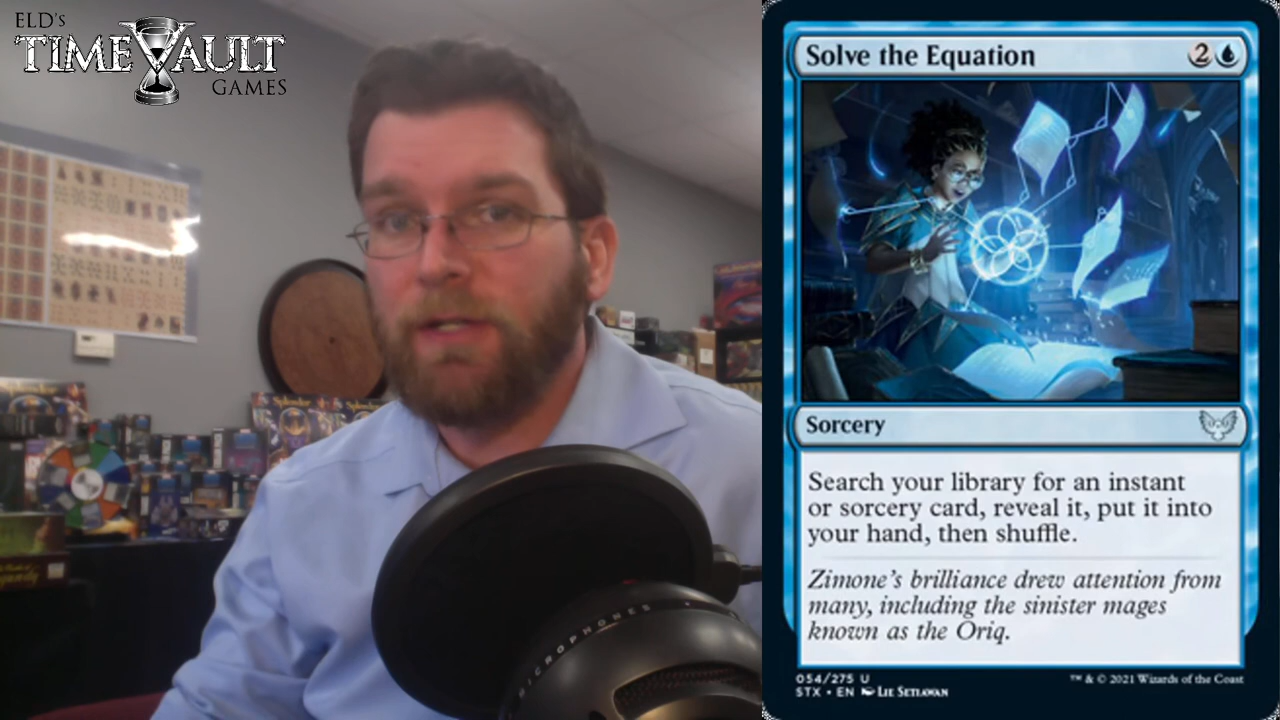 ELD's
TIME VAULT
GAMES
Solve the Equation 2
Sorcery
Search your library for an instant
or sorcery card, reveal it, put it into
your hand, then shuffle.
Zimone's brilliance drew attention from
many, including the sinister mages
known as the Oriq.
054/275 U
STX • EN Lie Setiawan
™ & © 2021 Wizards of the Coast
MICROPHONES
Splendor